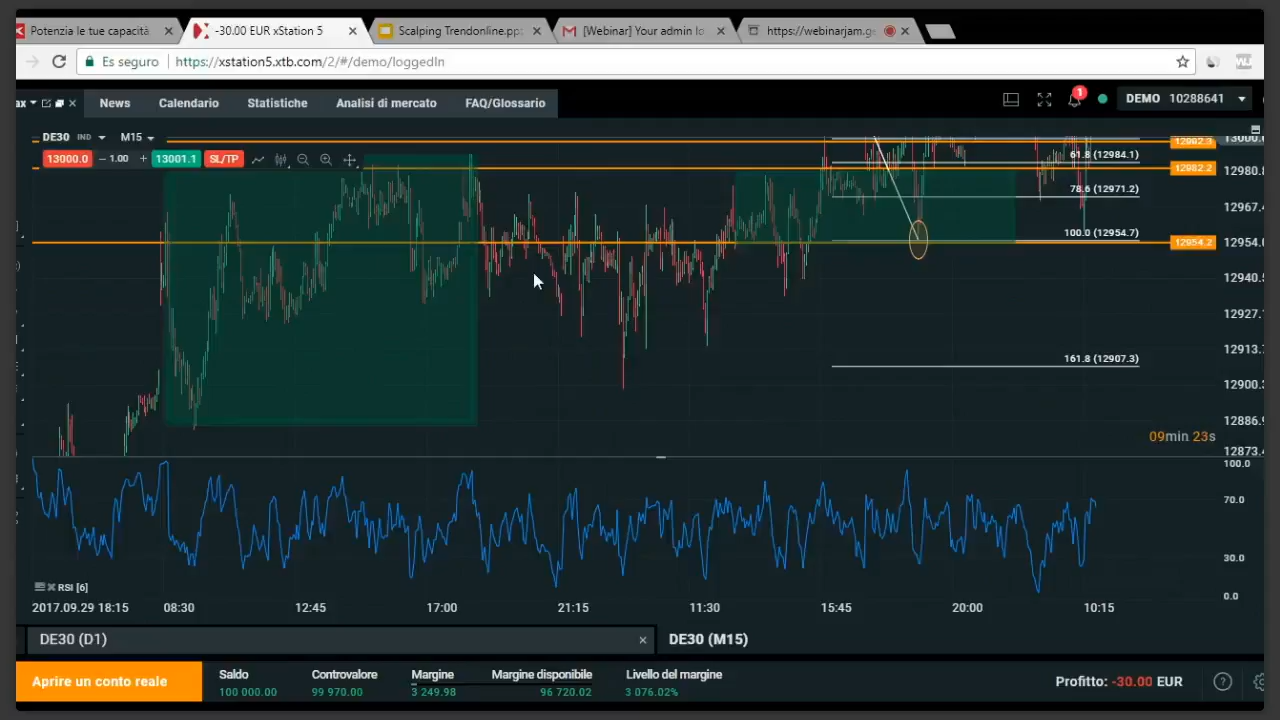 Potenzia le tue capacità
-30.00 EUR xStation 5
Scalping Trendonline.pp
[Webinar] Your admin lo
https://webinarjam.g
È seguro
https://xstation5.xtb.com/2/#/demo/loggedIn
ax
News
Calendario
Statistiche
Analisi di mercato
FAQ/Glossario
1
DEMO 10288641
DE30 IND
M15
13000.0
1.00
+
13001.1
SL/TP
61.8 (12984.1)
78.6 (12971.2)
100.0 (12954.7)
161.8 (12907.3)
12992.3
12982.2
12954.2
13000.
12980.8
12967.4
12954.
12940.5
12927.
12913.
12900.
12886.
12873.
09min 23s
100.0
70.0
30.0
0.0
RSI [6]
2017.09.29 18:15
08:30
12:45
17:00
21:15
11:30
15:45
20:00
10:15
DE30 (D1)
DE30 (M15)
Aprire un conto reale
Saldo
100 000.00
Controvalore
99 970.00
Margine
3 249.98
Margine disponibile
96 720.02
Livello del margine
3 076.02%
Profitto: -30.00 EUR
?